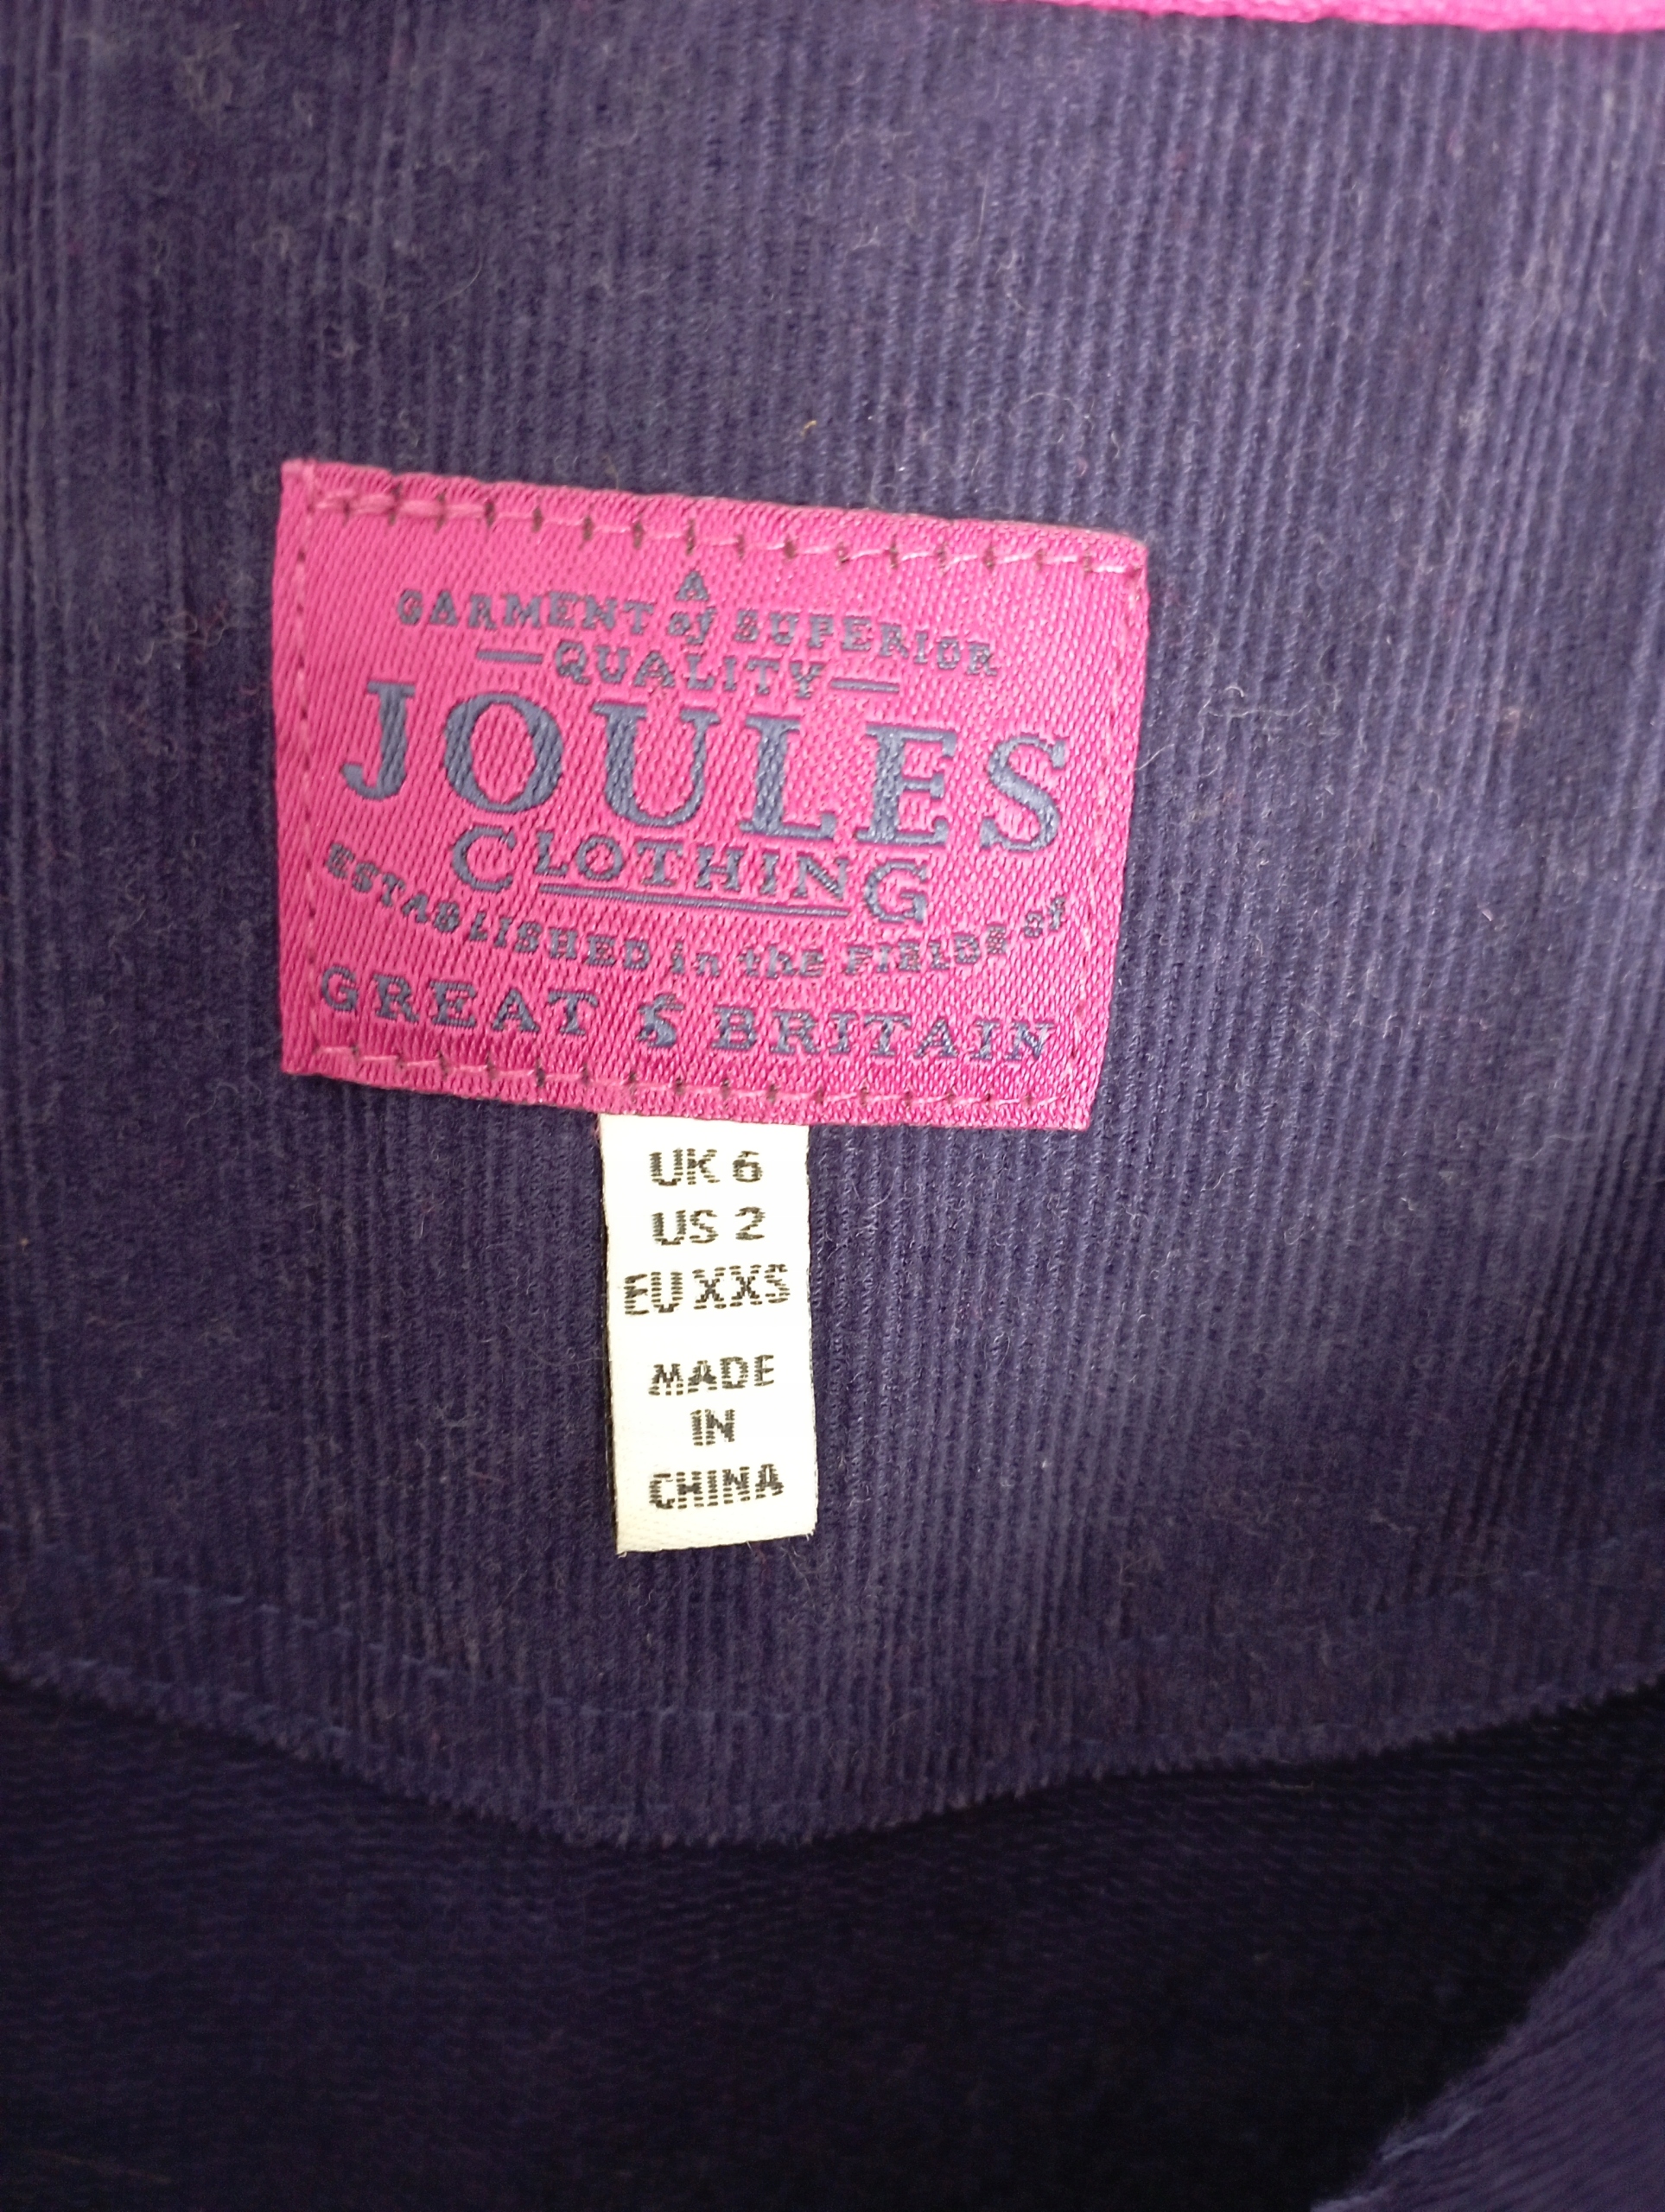 A
GARMENT of SUPERIOR
QUALITY
JOULES
CLOTHING
ESTABLISHED in the FIELDS of
GREAT BRITAIN
UK 6
US 2
EU XXS
MADE
IN
CHINA